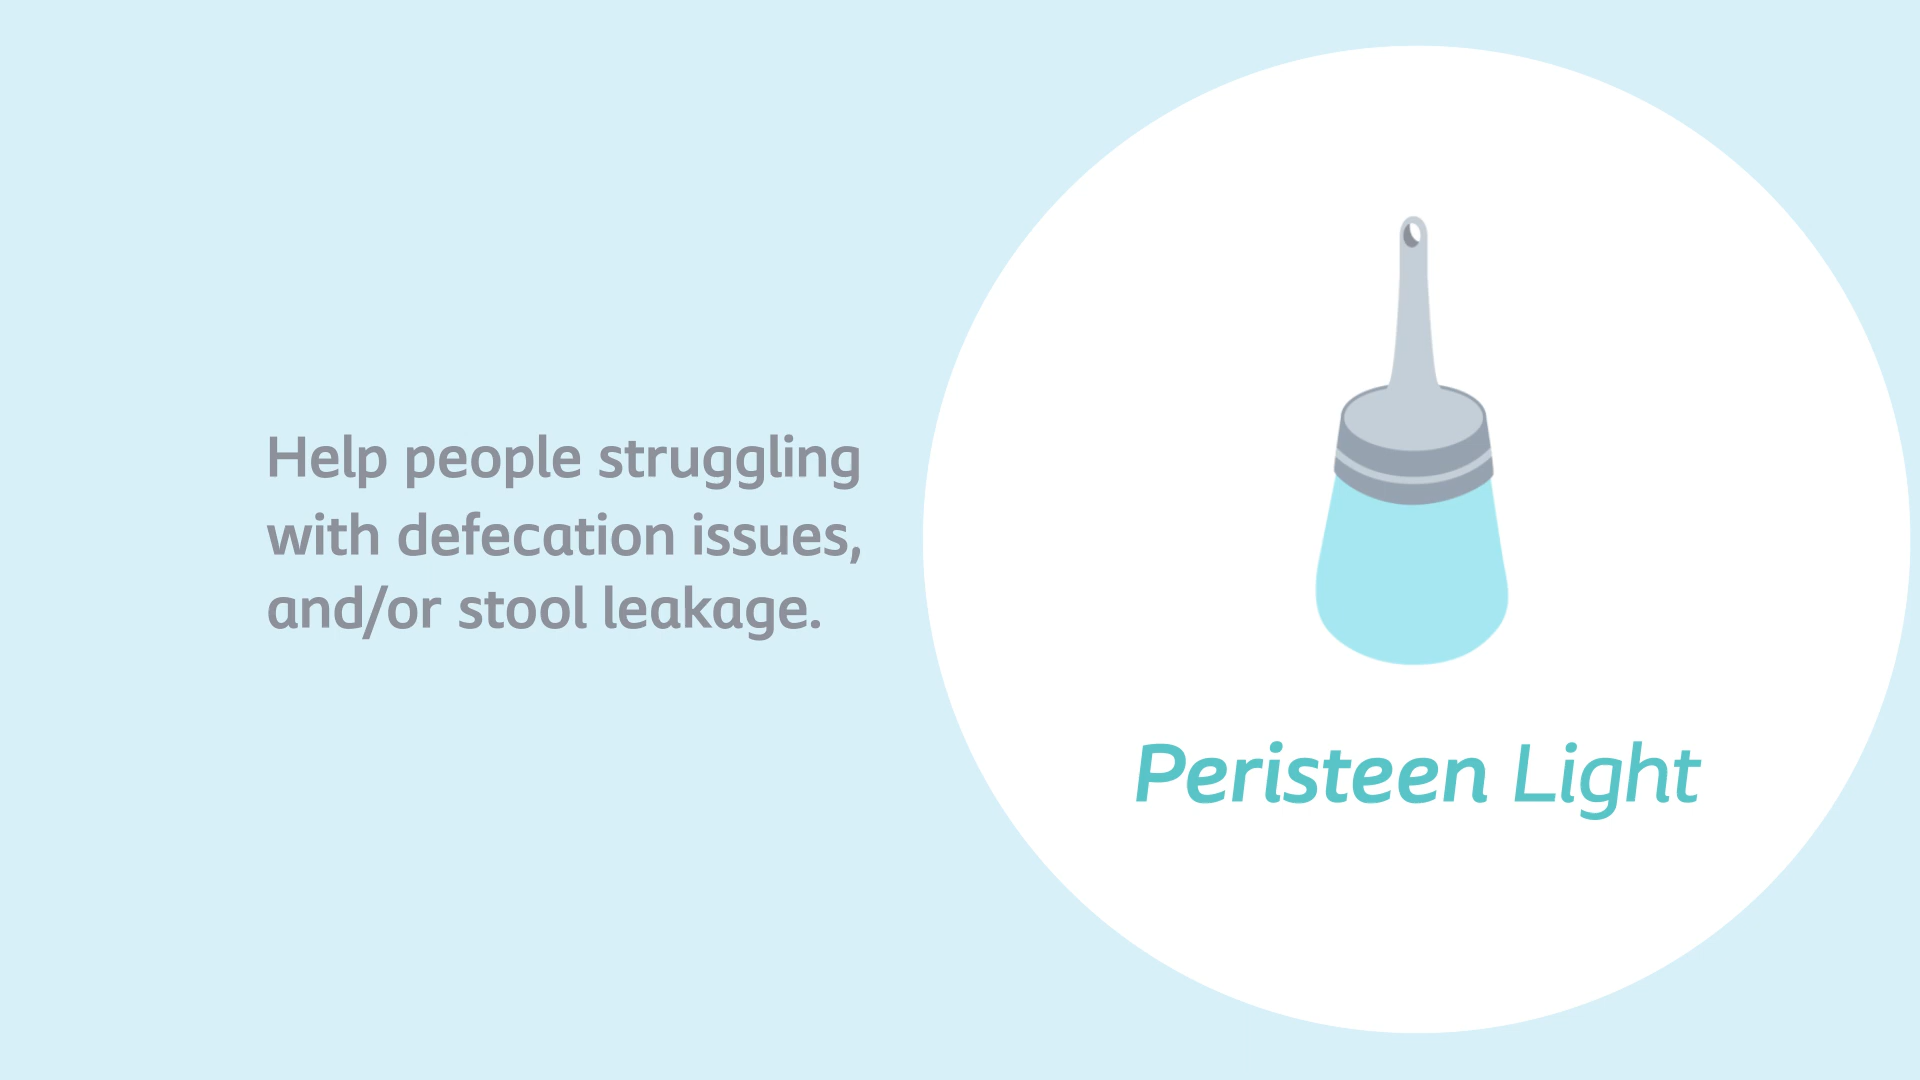 Help people struggling
with defecation issues,
and/or stool leakage.
Peristeen Light